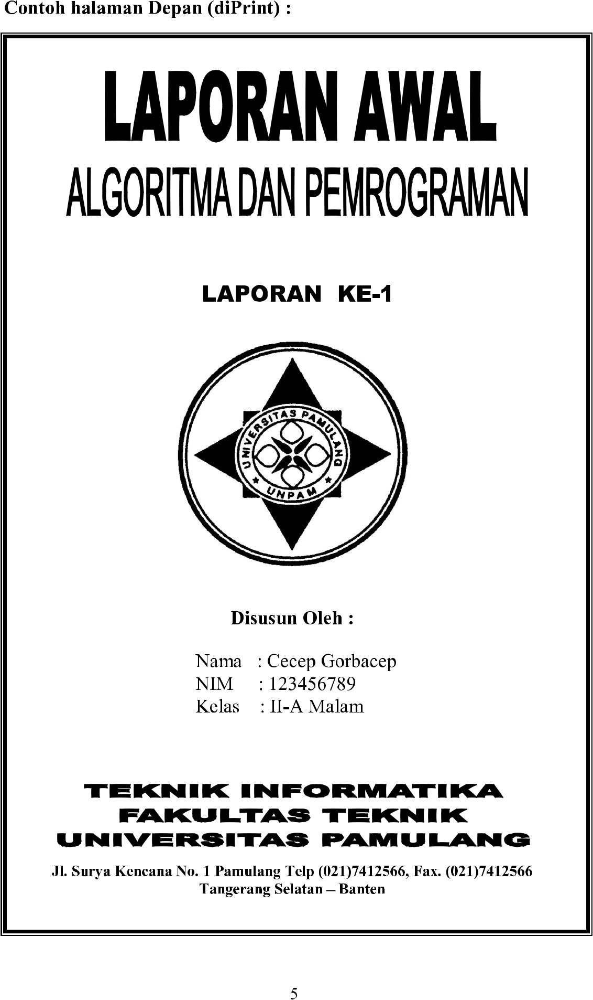 Contoh halaman Depan (diPrint) :
LAPORAN AWAL
ALGORITMA DAN PEMROGRAMAN
LAPORAN KE-1
UNIVERSITAS PAMULANG
UNPAM
Disusun Oleh :
Nama : Cecep Gorbacep
NIM : 123456789
Kelas : II-A Malam
TEKNIK INFORMATIKA
FAKULTAS TEKNIK
UNIVERSITAS PAMULANG
Jl. Surya Kencana No. 1 Pamulang Telp (021)7412566, Fax. (021)7412566
Tangerang Selatan – Banten
5